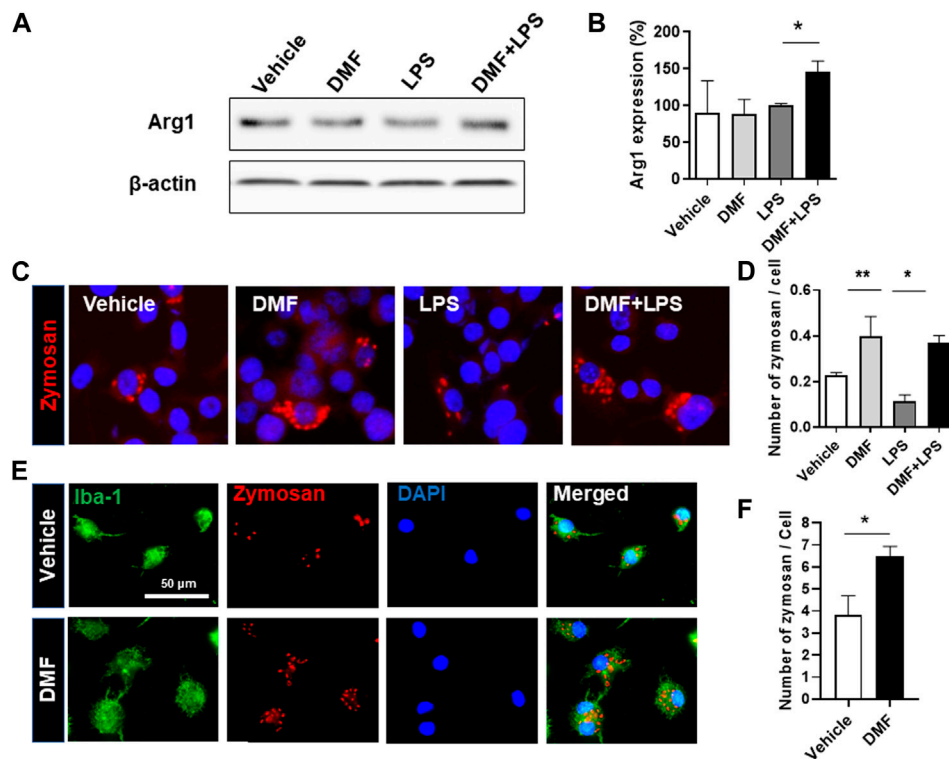 A
Vehicle
DMF
LPS
DMF+LPS
Arg1
β-actin
B
Arg1 expression (%)
200
150
100
50
0
*
Vehicle
DMF
LPS
DMF+LPS
C
Zymosan
Vehicle
DMF
LPS
DMF+LPS
D
Number of zymosan / cell
0.6
0.4
0.2
0.0
**
*
Vehicle
DMF
LPS
DMF+LPS
E
Iba-1
Zymosan
DAPI
Merged
Vehicle
50 µm
DMF
F
Number of zymosan / Cell
8
7
6
5
4
3
2
1
0
*
Vehicle
DMF